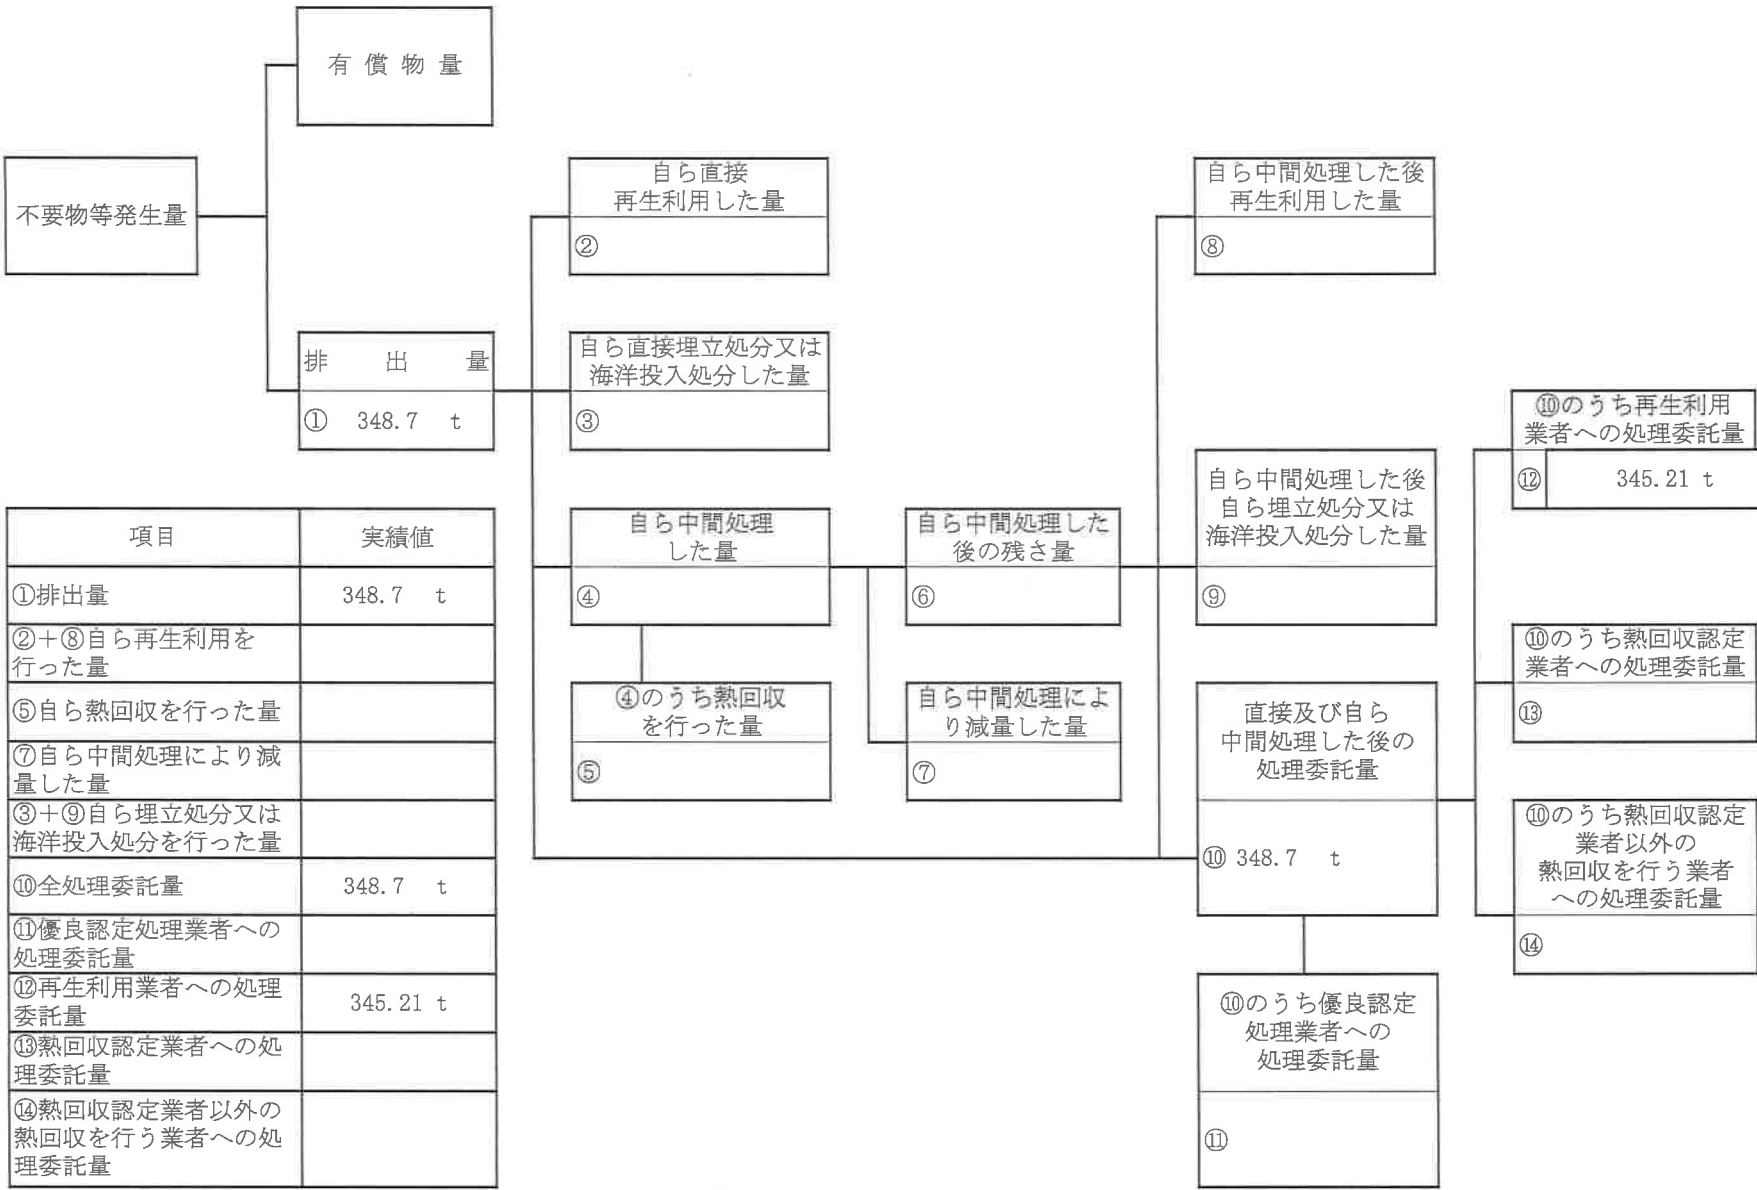 有償物量
不要物等発生量
排出量
① 348.7 t
自ら直接
再生利用した量
②
自ら直接埋立処分又は
海洋投入処分した量
③
自ら中間処理
した量
④
④のうち熱回収
を行った量
⑤
自ら中間処理した
後の残さ量
⑥
自ら中間処理によ
り減量した量
⑦
自ら中間処理した後
再生利用した量
⑧
自ら中間処理した後
自ら埋立処分又は
海洋投入処分した量
⑨
直接及び自ら
中間処理した後の
処理委託量
⑩ 348.7 t
⑩のうち優良認定
処理業者への
処理委託量
⑪
⑩のうち再生利用
業者への処理委託量
⑫ 345.21 t
⑩のうち熱回収認定
業者への処理委託量
⑬
⑩のうち熱回収認定
業者以外の
熱回収を行う業者
への処理委託量
⑭
項目 実績値
①排出量 348.7 t
②＋⑧自ら再生利用を
行った量
⑤自ら熱回収を行った量
⑦自ら中間処理により減
量した量
③＋⑨自ら埋立処分又は
海洋投入処分を行った量
⑩全処理委託量 348.7 t
⑪優良認定処理業者への
処理委託量
⑫再生利用業者への処理
委託量 345.21 t
⑬熱回収認定業者への処
理委託量
⑭熱回収認定業者以外の
熱回収を行う業者への処
理委託量